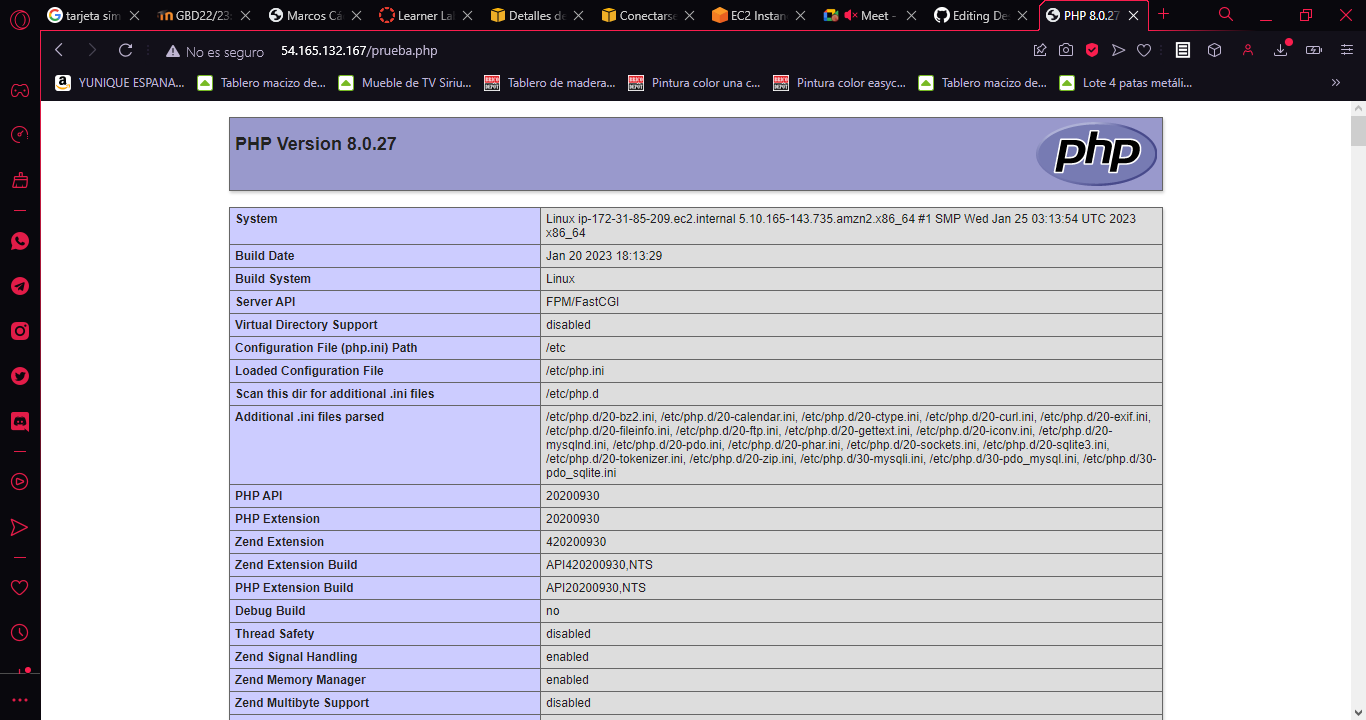 tarjeta sim
GBD22/23:
Marcos Cá
Learner La
Detalles de
Conectarse
EC2 Instan
Meet -
Editing De
PHP 8.0.27
No es seguro
54.165.132.167/prueba.php
YUNIQUE ESPANA...
Tablero macizo de...
Mueble de TV Siriu...
Tablero de madera...
Pintura color una c...
Pintura color easyc...
Tablero macizo de...
Lote 4 patas metáli...
»
PHP Version 8.0.27
php
System
Linux ip-172-31-85-209.ec2.internal 5.10.165-143.735.amzn2.x86_64 #1 SMP Wed Jan 25 03:13:54 UTC 2023
x86_64
Build Date
Jan 20 2023 18:13:29
Build System
Linux
Server API
FPM/FastCGI
Virtual Directory Support
disabled
Configuration File (php.ini) Path
/etc
Loaded Configuration File
/etc/php.ini
Scan this dir for additional .ini files
/etc/php.d
Additional .ini files parsed
/etc/php.d/20-bz2.ini, /etc/php.d/20-calendar.ini, /etc/php.d/20-ctype.ini, /etc/php.d/20-curl.ini, /etc/php.d/20-exif.ini,
/etc/php.d/20-fileinfo.ini, /etc/php.d/20-ftp.ini, /etc/php.d/20-gettext.ini, /etc/php.d/20-iconv.ini, /etc/php.d/20-
mysqlnd.ini, /etc/php.d/20-pdo.ini, /etc/php.d/20-phar.ini, /etc/php.d/20-sockets.ini, /etc/php.d/20-sqlite3.ini,
/etc/php.d/20-tokenizer.ini, /etc/php.d/20-zip.ini, /etc/php.d/30-mysqli.ini, /etc/php.d/30-pdo_mysql.ini, /etc/php.d/30-
pdo_sqlite.ini
PHP API
20200930
PHP Extension
20200930
Zend Extension
420200930
Zend Extension Build
API420200930,NTS
PHP Extension Build
API20200930,NTS
Debug Build
no
Thread Safety
disabled
Zend Signal Handling
enabled
Zend Memory Manager
enabled
Zend Multibyte Support
disabled